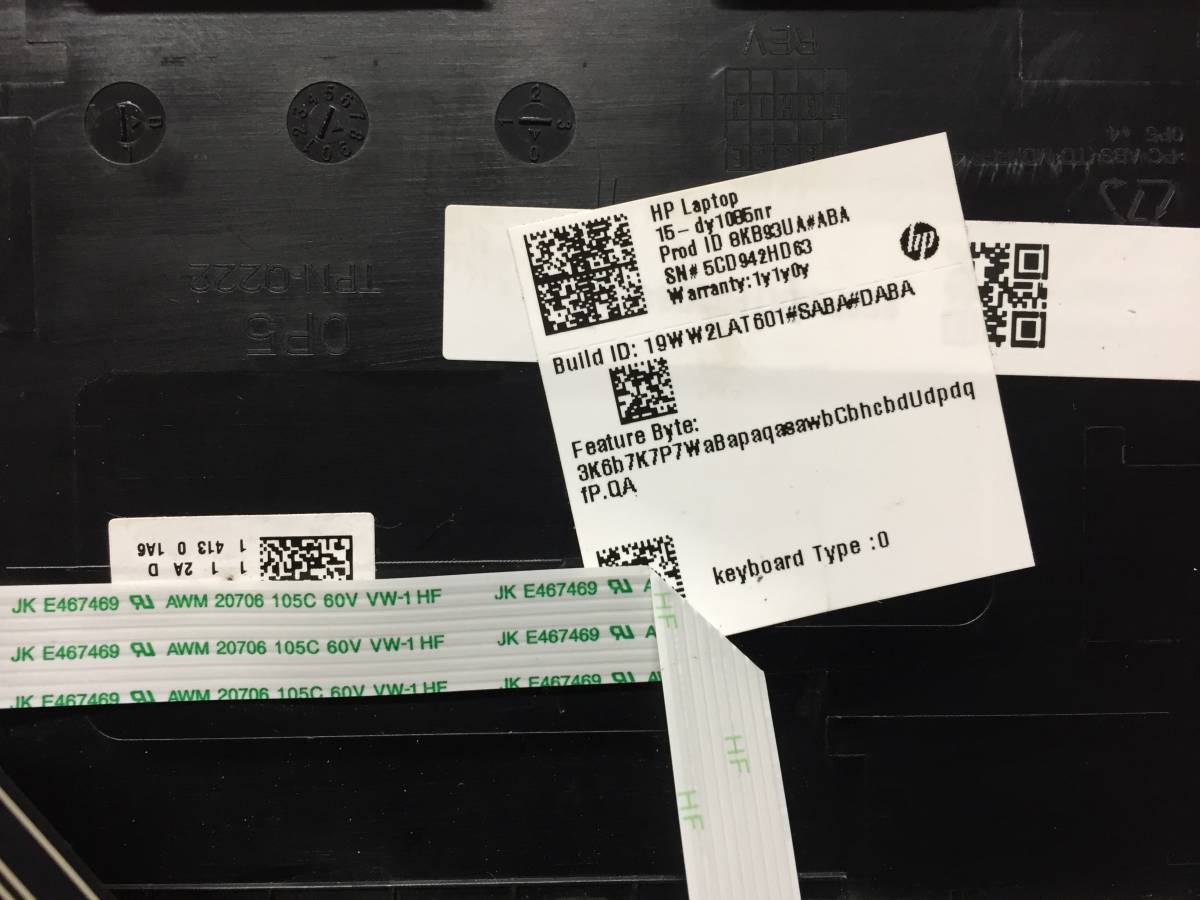 REV
HP Laptop
15-dy1085nr
Prod ID 8KB93UA#ABA
SN# 5CD942HD63
Warranty:1y1y0y
hp
Build ID: 19WW2LAT601#SABA#DABA
Feature Byte:
3K6b7K7P7WaBapaqasawbCbhcbdUdpdq
fP.QA
keyboard Type :0
TPN-Q222
0P5
1 413 0 1A6
1 1 2A D
JK E467469 AWM 20706 105C 60V VW-1 HF JK E467469 AW
JK E467469 AWM 20706 105C 60V VW-1 HF JK E467469 A
JK E467469 AWM 20706 105C 60V VW-1 HF JK E467469 A
HF
HF
HF